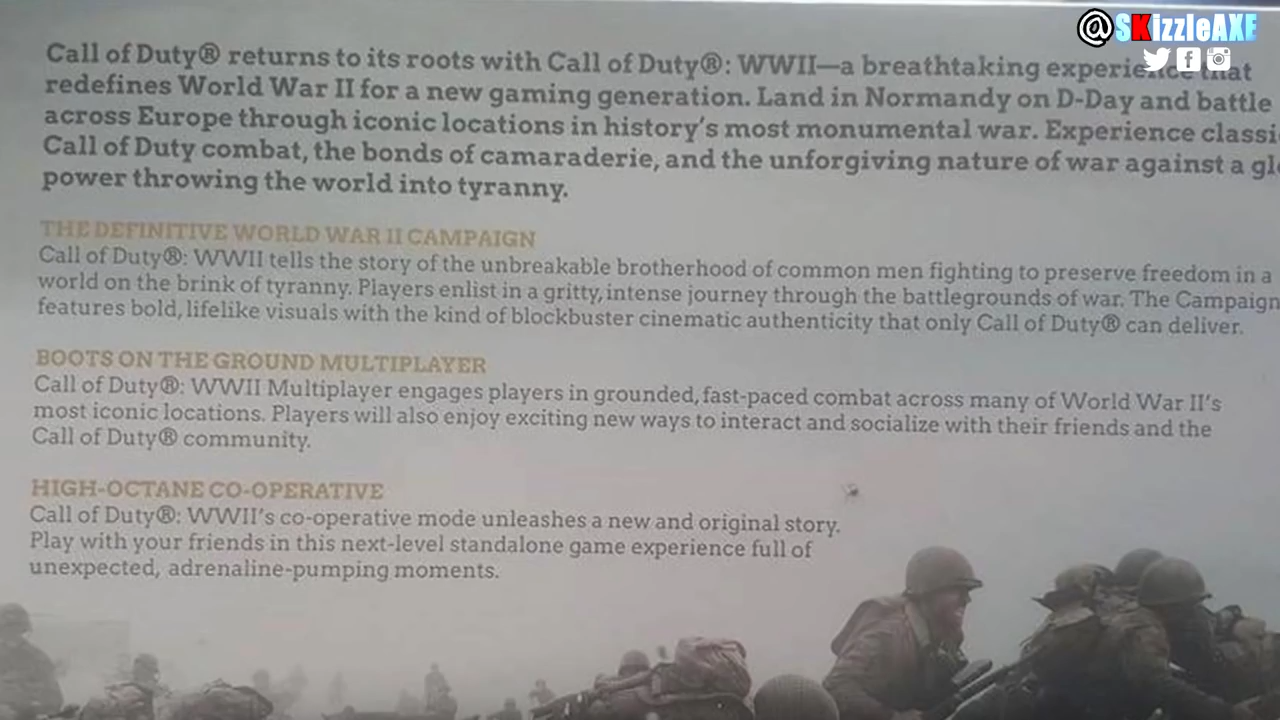 @SKizzleAXE
Call of Duty® returns to its roots with Call of Duty®: WWII—a breathtaking experience that
redefines World War II for a new gaming generation. Land in Normandy on D-Day and battle
across Europe through iconic locations in history's most monumental war. Experience classi
Call of Duty combat, the bonds of camaraderie, and the unforgiving nature of war against a gl
power throwing the world into tyranny.
THE DEFINITIVE WORLD WAR II CAMPAIGN
Call of Duty®: WWII tells the story of the unbreakable brotherhood of common men fighting to preserve freedom in a
world on the brink of tyranny. Players enlist in a gritty, intense journey through the battlegrounds of war. The Campaign
features bold, lifelike visuals with the kind of blockbuster cinematic authenticity that only Call of Duty® can deliver.
BOOTS ON THE GROUND MULTIPLAYER
Call of Duty®: WWII Multiplayer engages players in grounded, fast-paced combat across many of World War II's
most iconic locations. Players will also enjoy exciting new ways to interact and socialize with their friends and the
Call of Duty® community.
HIGH-OCTANE CO-OPERATIVE
Call of Duty®: WWII's co-operative mode unleashes a new and original story.
Play with your friends in this next-level standalone game experience full of
unexpected, adrenaline-pumping moments.